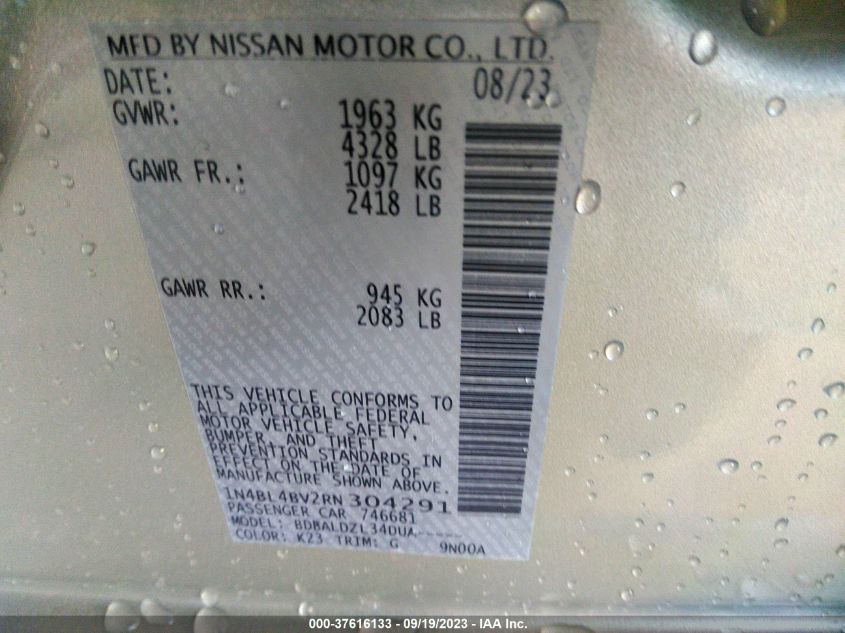 MFD BY NISSAN MOTOR CO., LTD.
DATE: 08/23
GVWR: 1963 KG
4328 LB
GAWR FR.: 1097 KG
2418 LB
GAWR RR.: 945 KG
2083 LB
THIS VEHICLE CONFORMS TO
ALL APPLICABLE FEDERAL
MOTOR VEHICLE SAFETY,
BUMPER, AND THEFT
PREVENTION STANDARDS IN
EFFECT ON THE DATE OF
MANUFACTURE SHOWN ABOVE.
1N4BL4BV2RN304291
PASSENGER CAR 746681
MODEL: BDBALDZL34DUA-----
COLOR: K23 TRIM: G 9N00A
000-37616133 - 09/19/2023 - IAA Inc.